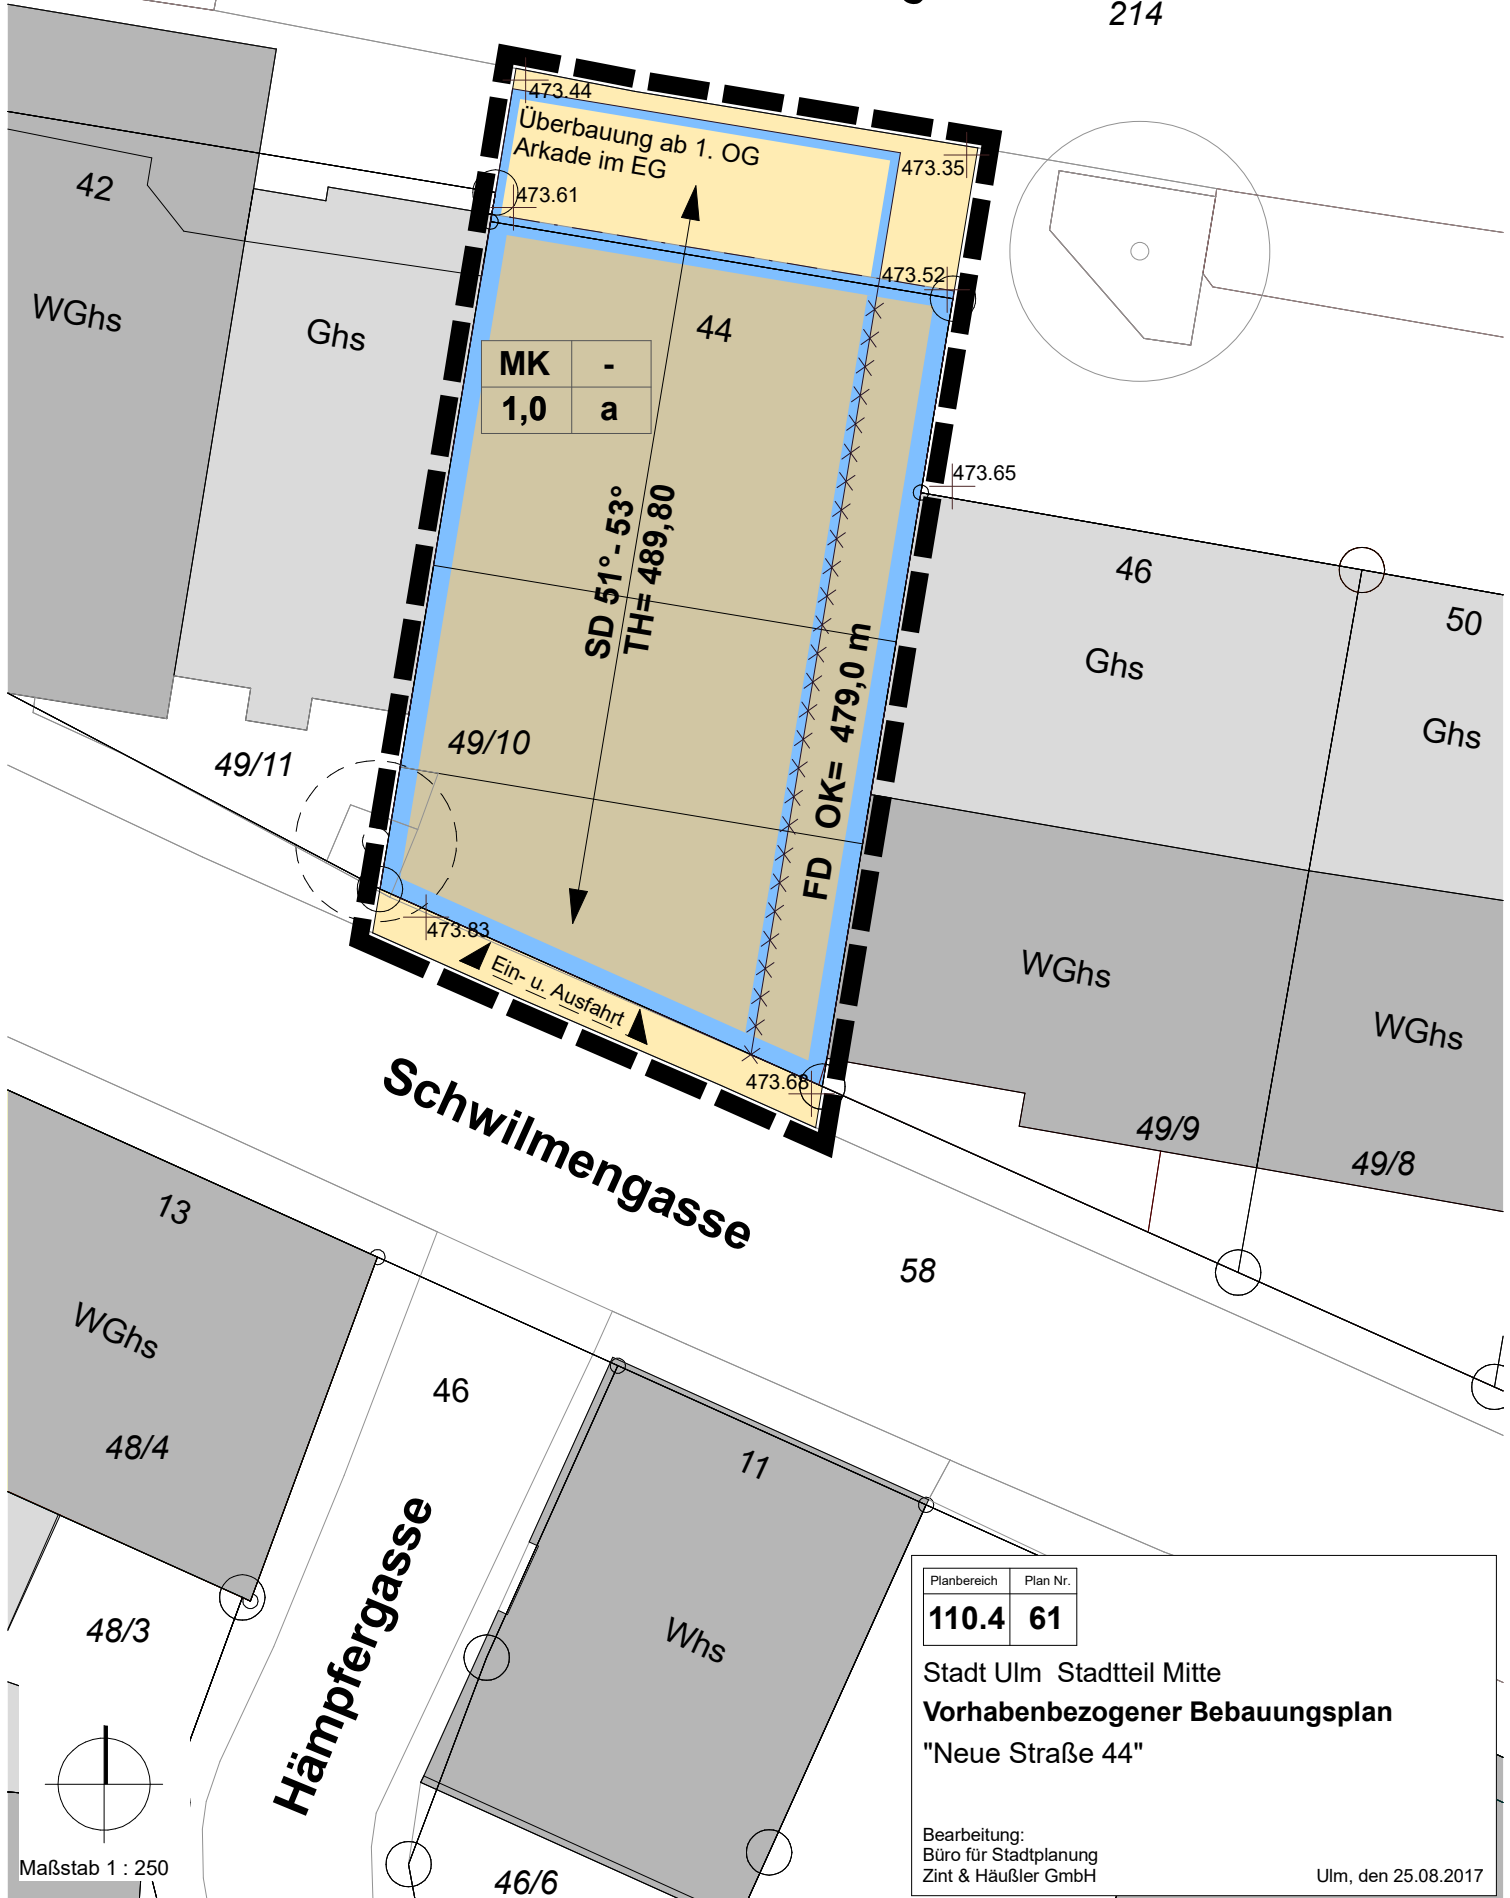 214
473.44
Überbauung ab 1. OG
Arkade im EG
473.35
42
473.61
473.52
WGhs
Ghs
44
MK -
1,0 a
473.65
SD 51°- 53°
TH= 489,80
46
50
Ghs
Ghs
FD OK= 479,0 m
49/10
49/11
473.83
Ein- u. Ausfahrt
WGhs
WGhs
473.68
Schwilmengasse
49/9
49/8
13
58
WGhs
46
48/4
11
Hämpfergasse
48/3
Whs
46/6
Maßstab 1 : 250
Planbereich Plan Nr.
110.4 61
Stadt Ulm Stadtteil Mitte
Vorhabenbezogener Bebauungsplan
"Neue Straße 44"
Bearbeitung:
Büro für Stadtplanung
Zint & Häußler GmbH
Ulm, den 25.08.2017